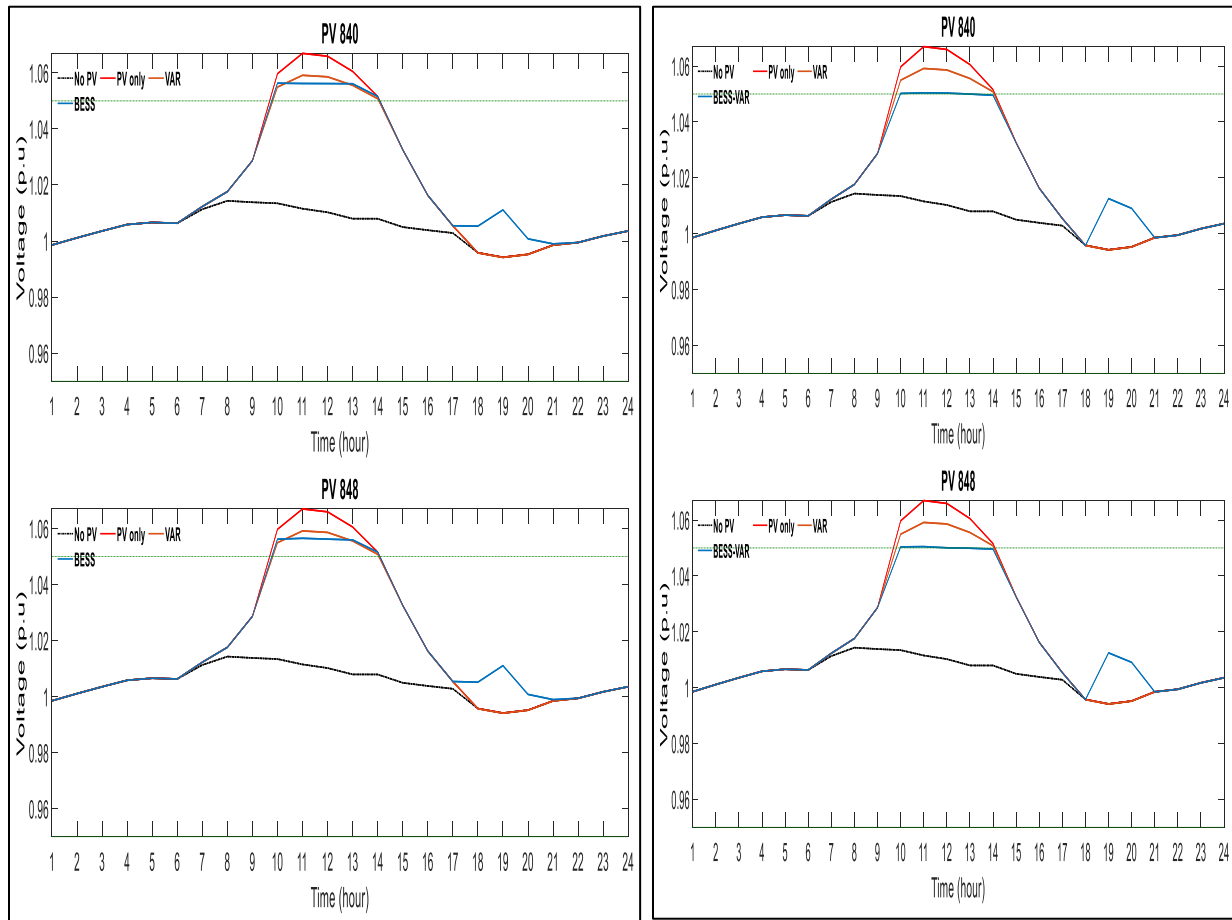 PV 840
No PV PV only VAR
BESS
1.06
1.04
1.02
1
0.98
0.96
Voltage (p.u)
1 2 3 4 5 6 7 8 9 10 11 12 13 14 15 16 17 18 19 20 21 22 23 24
Time (hour)
PV 848
No PV PV only VAR
BESS
1.06
1.04
1.02
1
0.98
0.96
Voltage (p.u)
1 2 3 4 5 6 7 8 9 10 11 12 13 14 15 16 17 18 19 20 21 22 23 24
Time (hour)
PV 840
No PV PV only VAR
BESS-VAR
1.06
1.04
1.02
1
0.98
0.96
Voltage (p.u)
1 2 3 4 5 6 7 8 9 10 11 12 13 14 15 16 17 18 19 20 21 22 23 24
Time (hour)
PV 848
No PV PV only VAR
BESS-VAR
1.06
1.04
1.02
1
0.98
0.96
Voltage (p.u)
1 2 3 4 5 6 7 8 9 10 11 12 13 14 15 16 17 18 19 20 21 22 23 24
Time (hour)